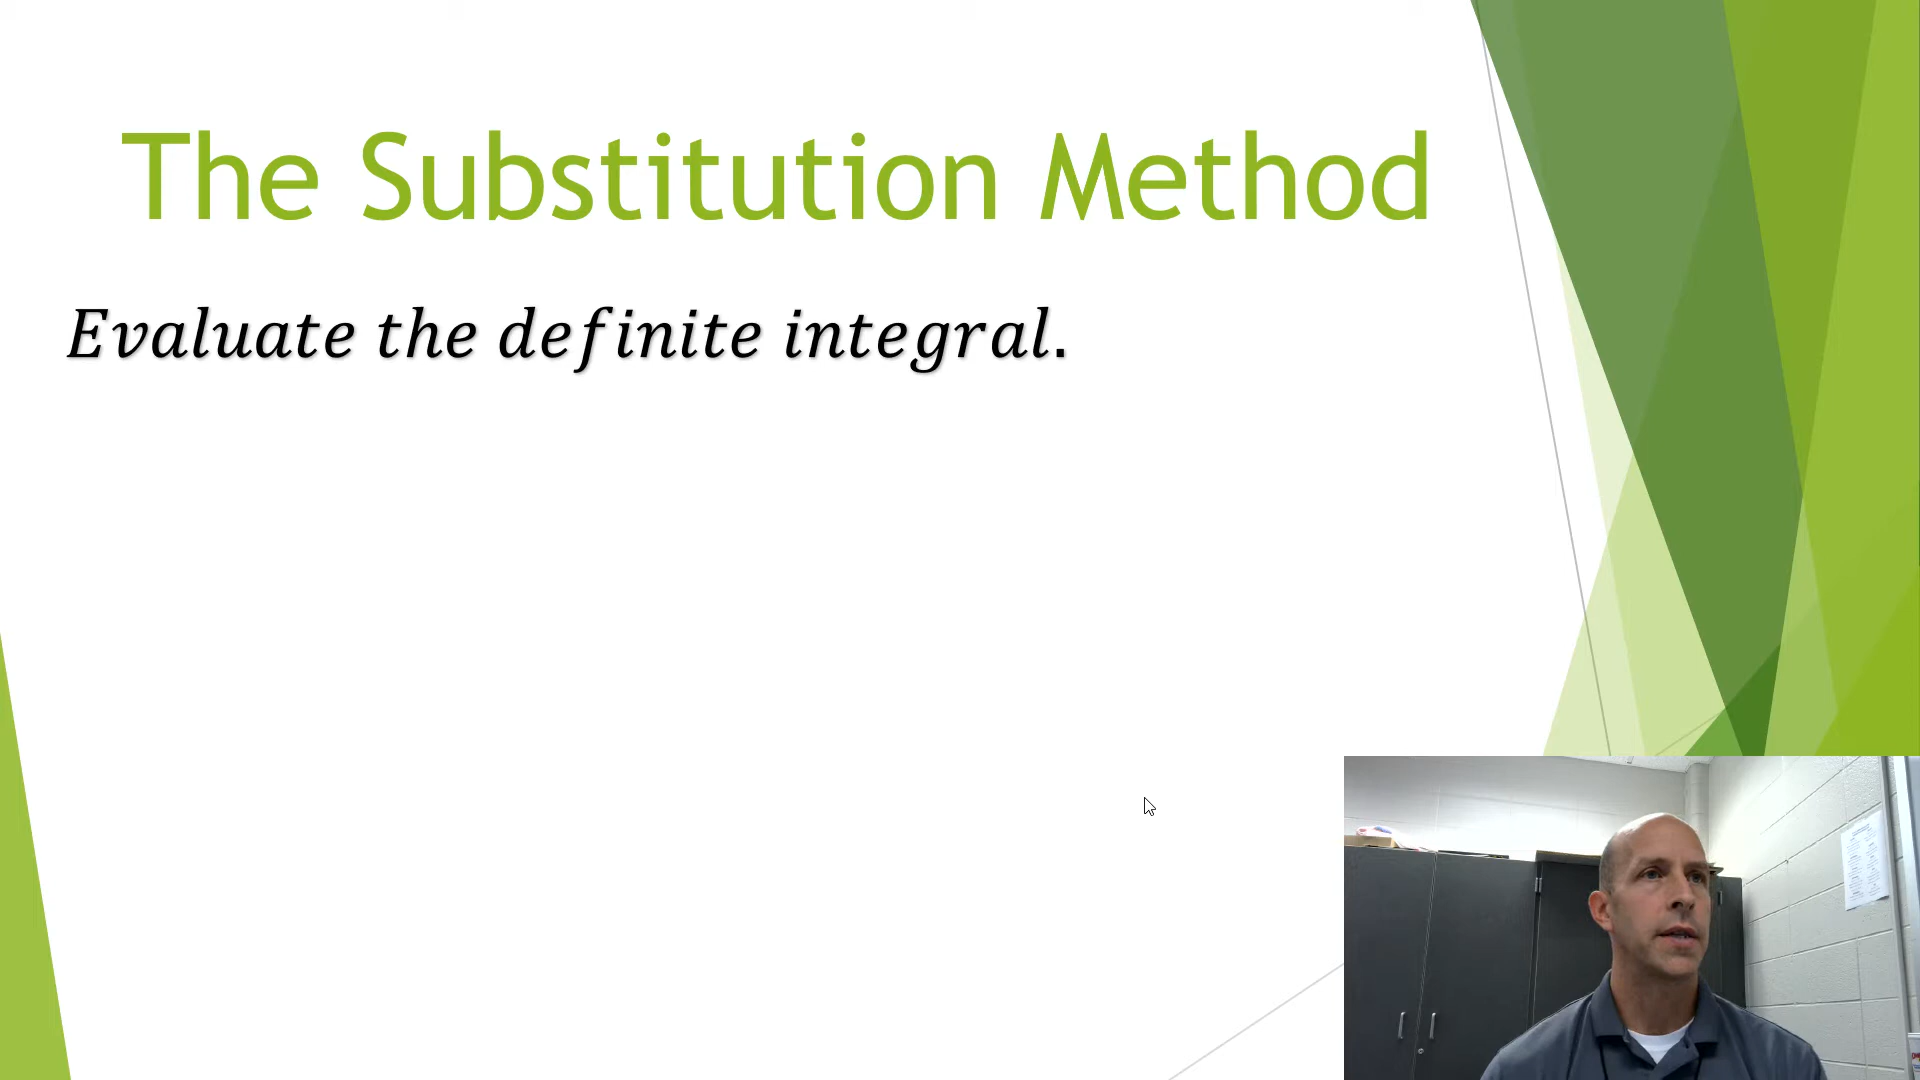 The Substitution Method
Evaluate the definite integral.